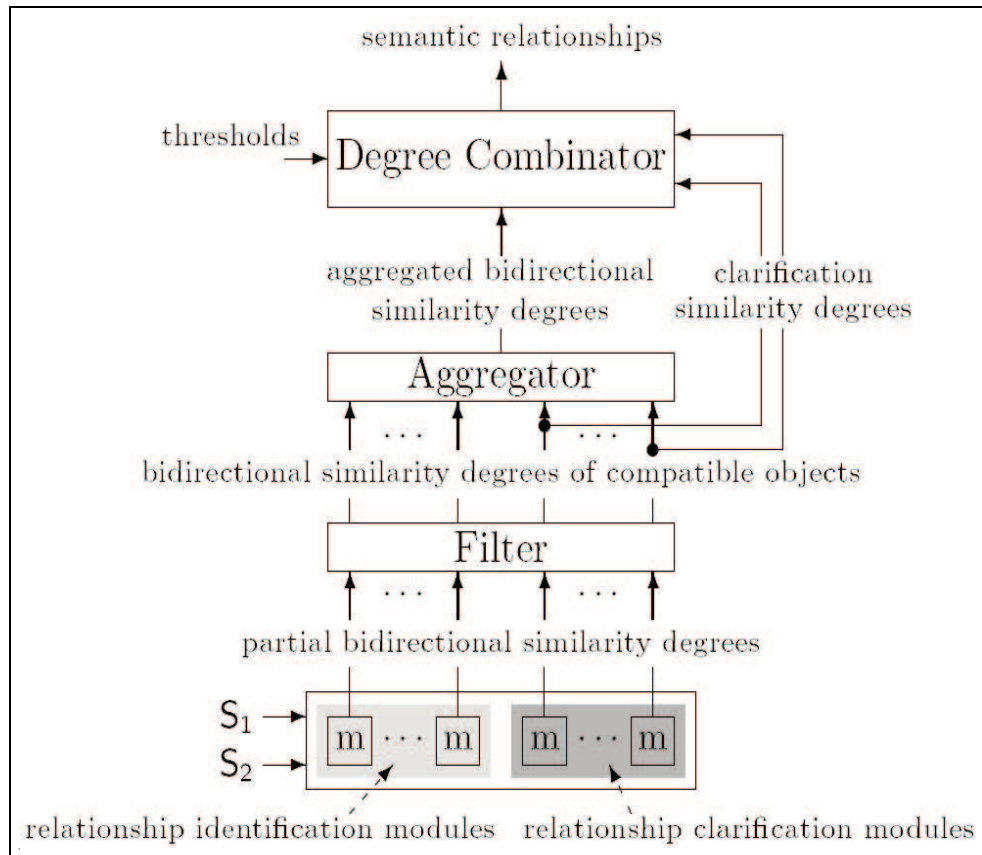 semantic relationships
thresholds
Degree Combinator
aggregated bidirectional
similarity degrees
clarification
similarity degrees
Aggregator
... ...
bidirectional similarity degrees of compatible objects
Filter
... ...
partial bidirectional similarity degrees
S1
m ... m m ... m
S2
relationship identification modules
relationship clarification modules